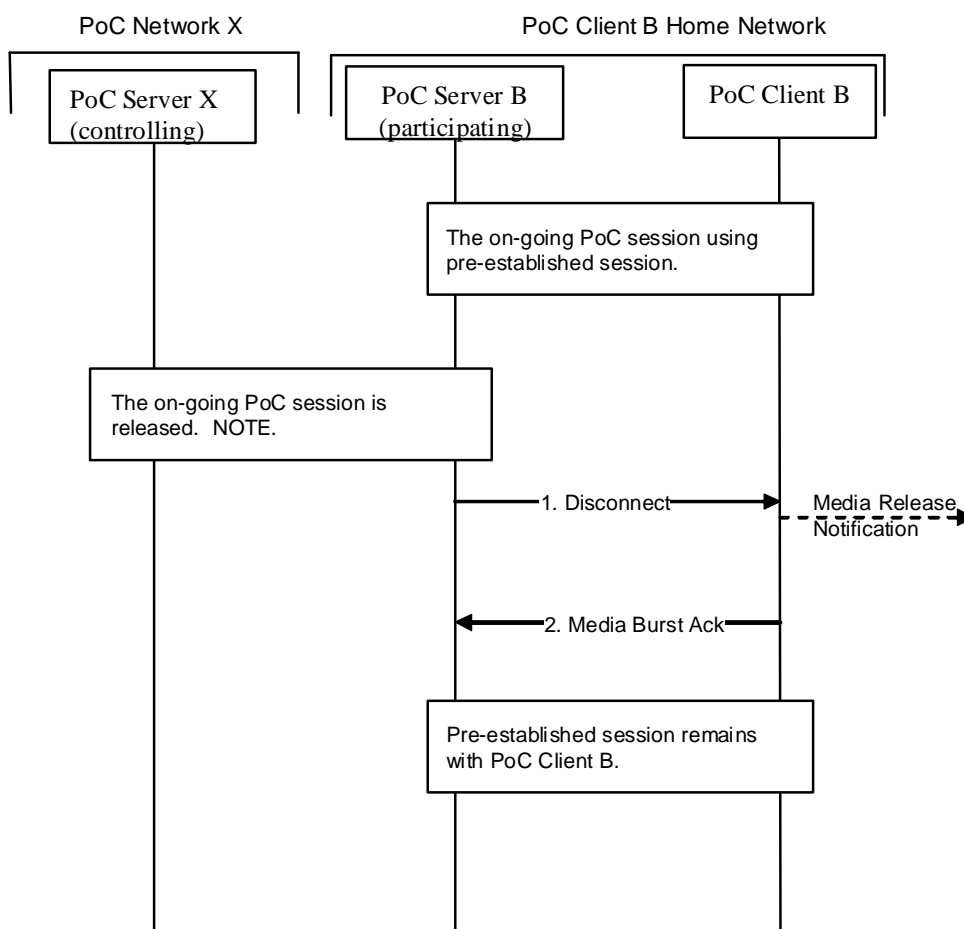 PoC Network X
PoC Client B Home Network
PoC Server X
(controlling)
PoC Server B
(participating)
PoC Client B
The on-going PoC session using
pre-established session.
The on-going PoC session is
released.  NOTE.
1. Disconnect
Media Release
Notification
2. Media Burst Ack
Pre-established session remains
with PoC Client B.